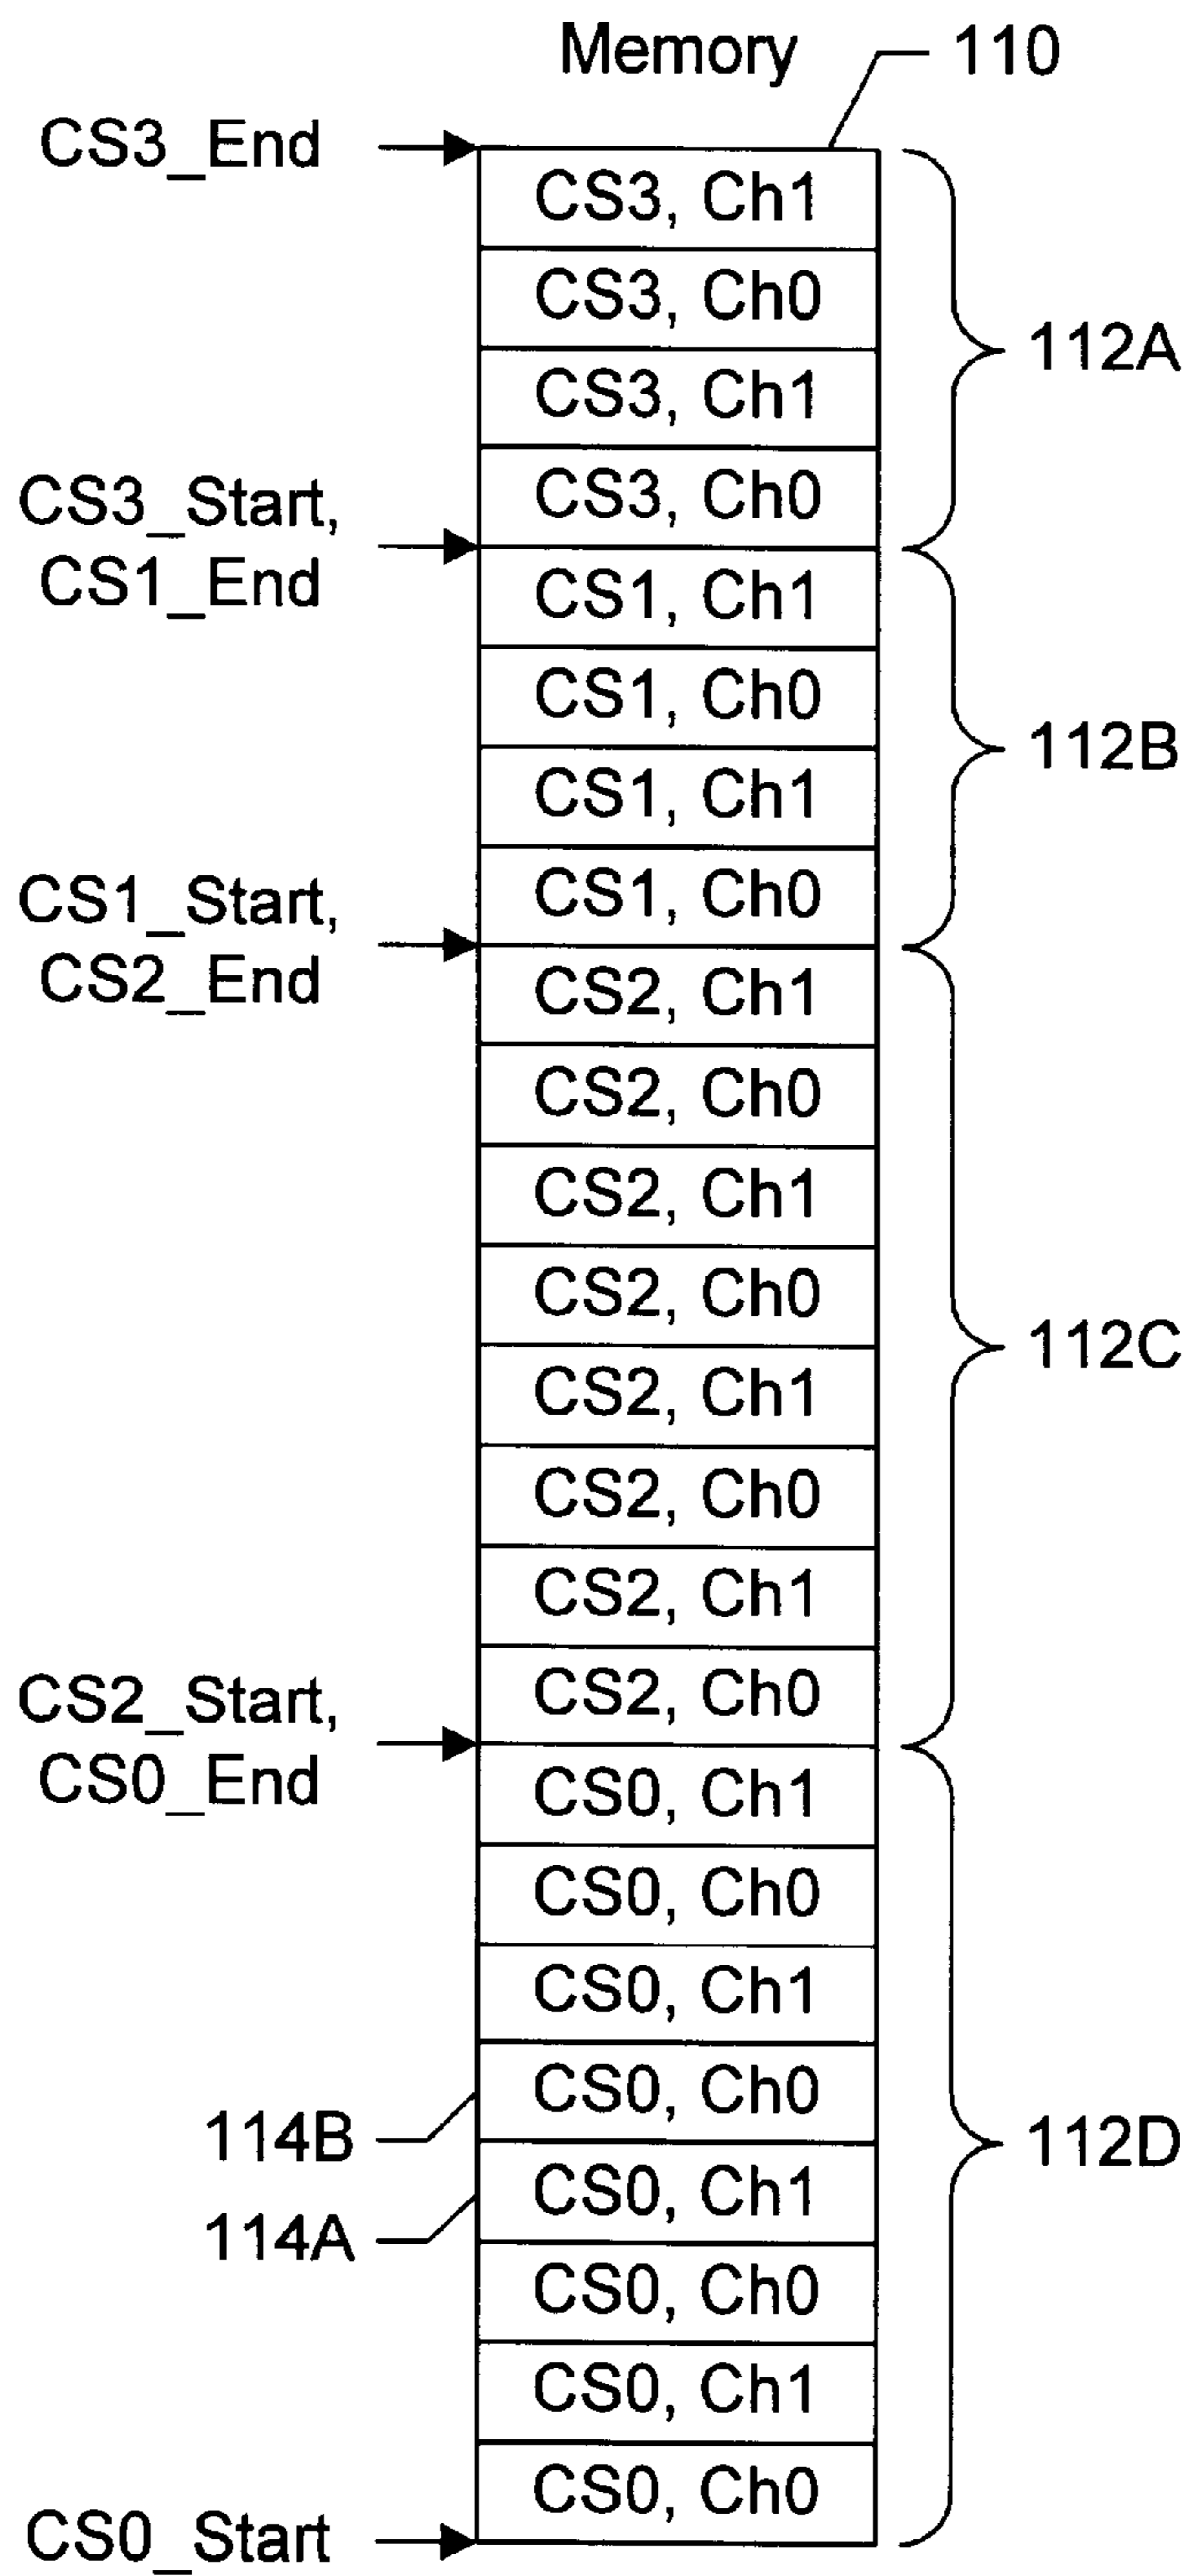 Memory
110
CS3_End
CS3, Ch1
CS3, Ch0
112A
CS3, Ch1
CS3_Start,
CS1_End
CS3, Ch0
CS1, Ch1
CS1, Ch0
112B
CS1, Ch1
CS1_Start,
CS2_End
CS1, Ch0
CS2, Ch1
CS2, Ch0
CS2, Ch1
CS2, Ch0
112C
CS2, Ch1
CS2, Ch0
CS2, Ch1
CS2_Start,
CS0_End
CS2, Ch0
CS0, Ch1
CS0, Ch0
CS0, Ch1
CS0, Ch0
114B
112D
CS0, Ch1
114A
CS0, Ch0
CS0, Ch1
CS0, Ch0
CS0_Start